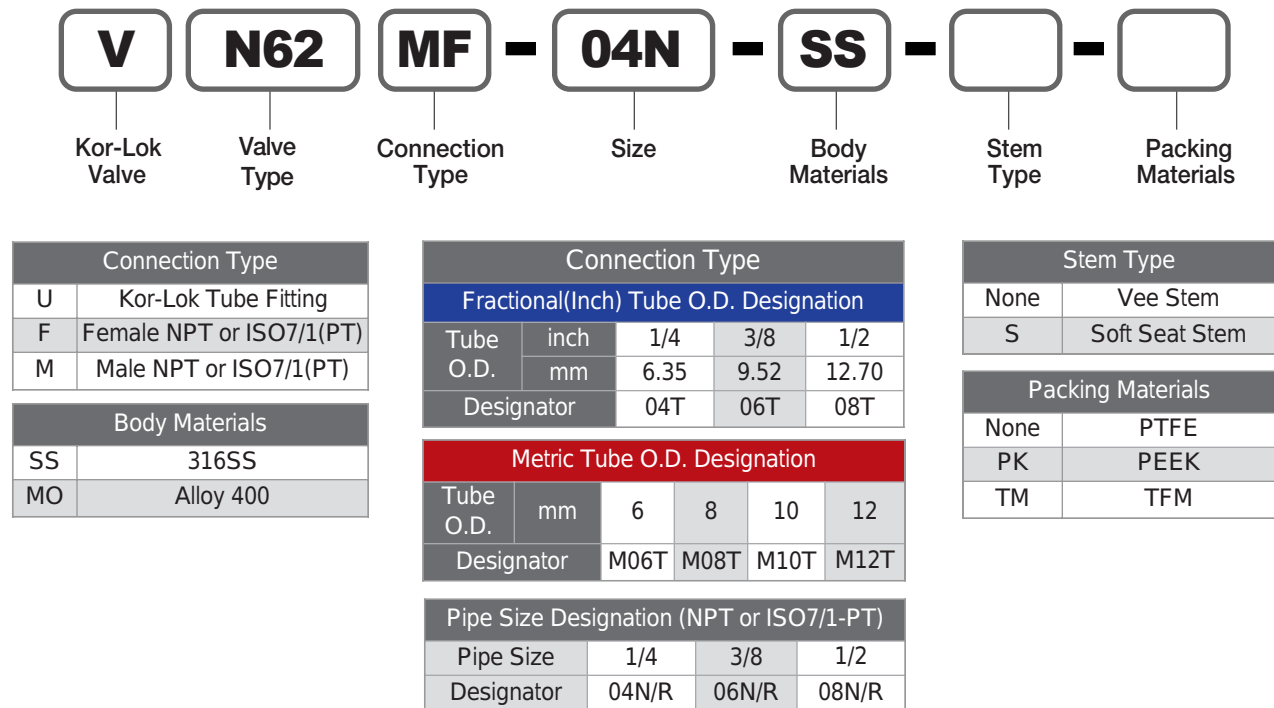 V N62 MF - 04N - SS - -
Kor-Lok Valve
Valve Type
Connection Type
Size
Body Materials
Stem Type
Packing Materials
Connection Type
U Kor-Lok Tube Fitting
F Female NPT or ISO7/1(PT)
M Male NPT or ISO7/1(PT)
Body Materials
SS 316SS
MO Alloy 400
Connection Type
Fractional(Inch) Tube O.D. Designation
Tube O.D. inch 1/4 3/8 1/2
mm 6.35 9.52 12.70
Designator 04T 06T 08T
Metric Tube O.D. Designation
Tube O.D. mm 6 8 10 12
Designator M06T M08T M10T M12T
Pipe Size Designation (NPT or ISO7/1-PT)
Pipe Size 1/4 3/8 1/2
Designator 04N/R 06N/R 08N/R
Stem Type
None Vee Stem
S Soft Seat Stem
Packing Materials
None PTFE
PK PEEK
TM TFM